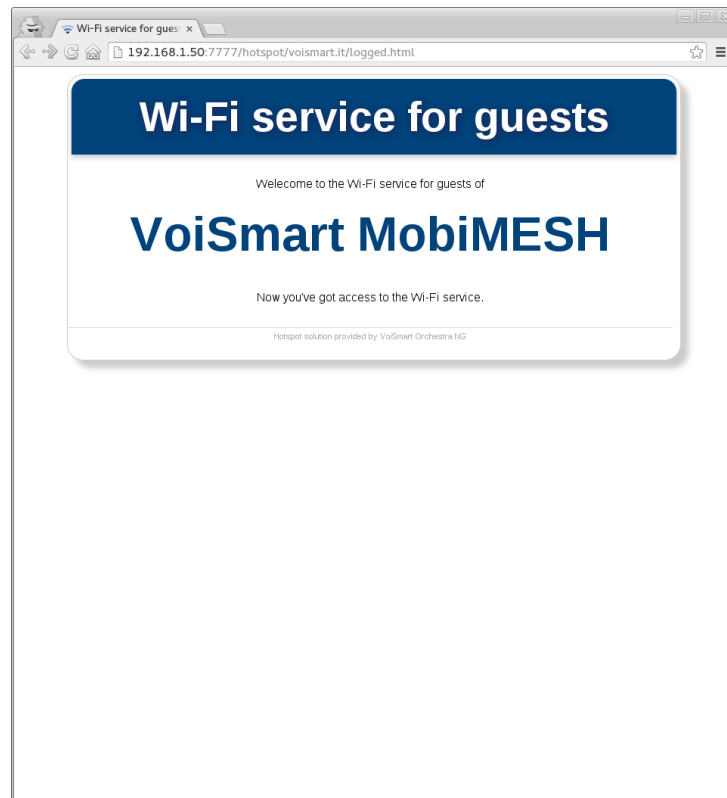 Wi-Fi service for gues
192.168.1.50:7777/hotspot/voismart.it/logged.html
Wi-Fi service for guests
Welcome to the Wi-Fi service for guests of
VoiSmart MobiMESH
Now you've got access to the Wi-Fi service.
Hotspot solution provided by VoiSmart Orchestra NG